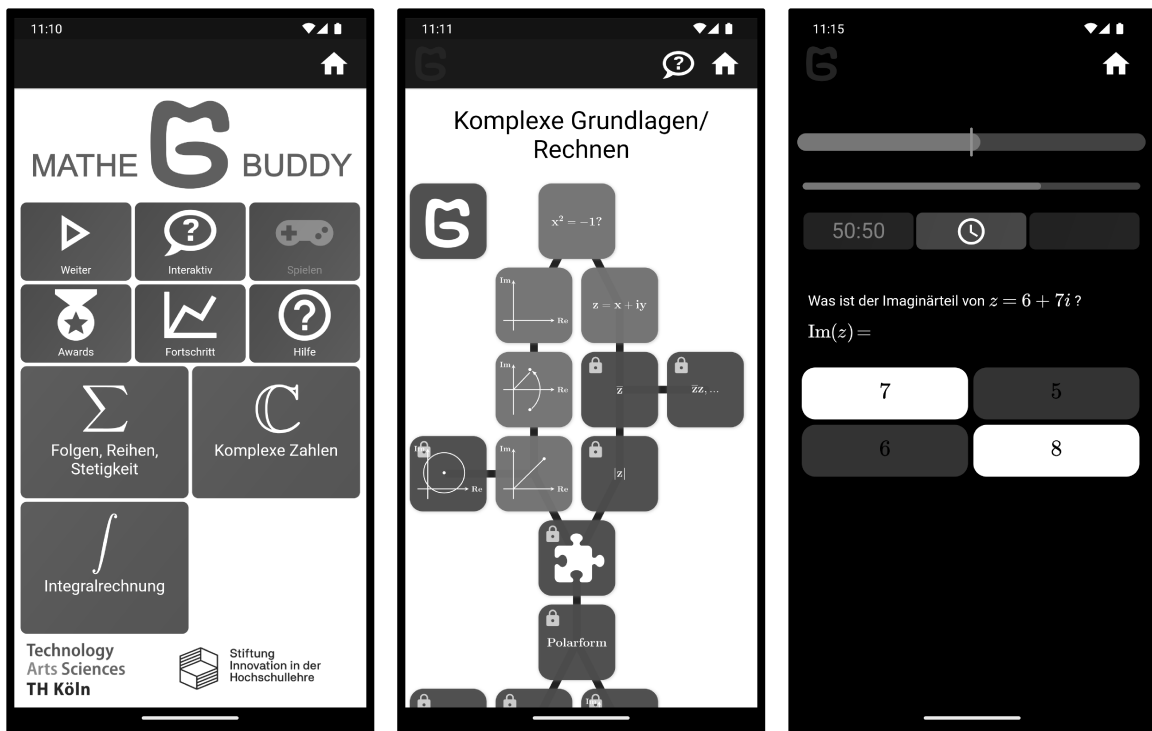 11:10
MATHE BUDDY
Weiter Interaktiv Spielen
Awards Fortschritt Hilfe
∑ ℂ
Folgen, Reihen,
Stetigkeit
Komplexe Zahlen
∫
Integralrechnung
Technology
Arts Sciences
TH Köln
Stiftung
Innovation in der
Hochschullehre
11:11
Komplexe Grundlagen/
Rechnen
x² = −1?
Im
Re
z = x + iy
Im
Re
z̄
z̄z, ...
Im
Re
Im
Re
|z|
Polarform
11:15
50:50
Was ist der Imaginärteil von z = 6 + 7i ?
Im(z) =
7 5
6 8